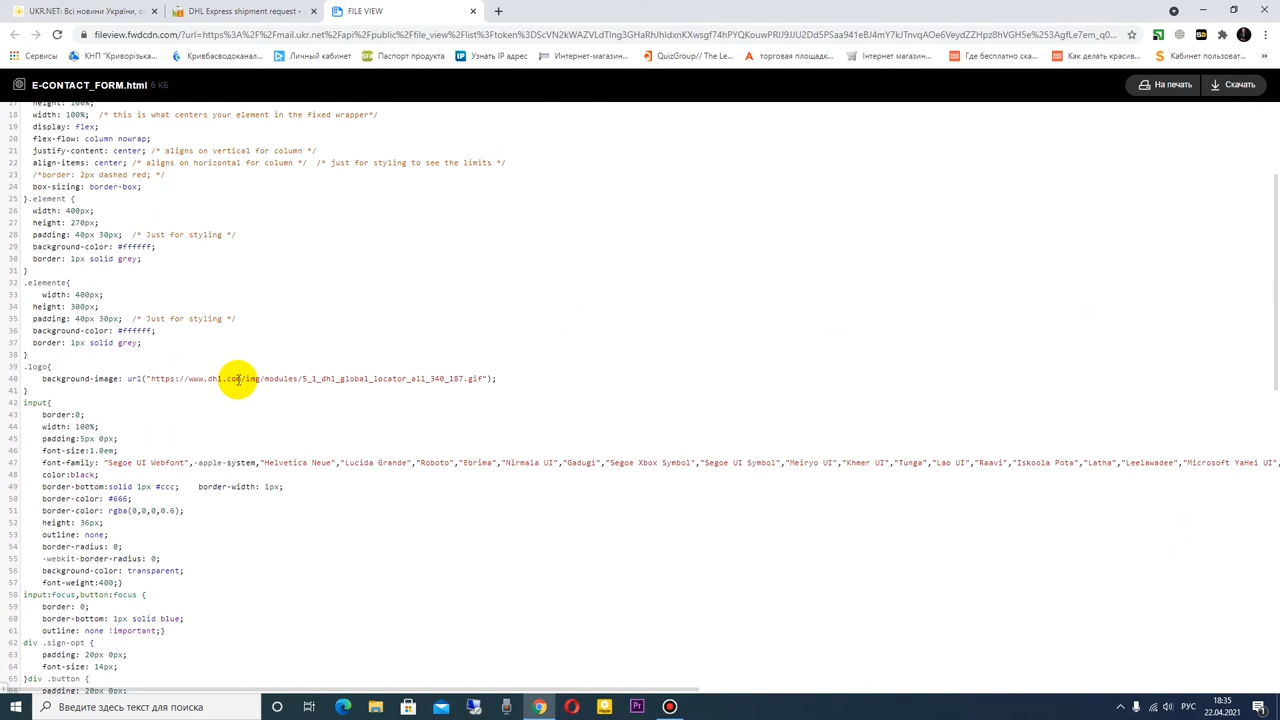 UKR.NET: Всі новини України, о
DHL Express shipment request -
FILE VIEW
fileview.fwdcdn.com/?url=https%3A%2F%2Fmail.ukr.net%2Fapi%2Fpublic%2Ffile_view%2Flist%3Ftoken%3D
Сервисы
КНП "Криворізьк...
Кривбасводоканал...
Личный кабинет
Паспорт продукта
Узнать IP адрес
Интернет-магазин...
QuizGroup// The Le...
торговая площадк...
Интернет магазин...
Где бесплатно ска...
Как делать красив...
Кабинет пользоват...
E-CONTACT_FORM.html 6 КБ
На печать
Скачать
17 height: 100%;
18 width: 100%; /* this is what centers your element in the fixed wrapper*/
19 display: flex;
20 flex-flow: column nowrap;
21 justify-content: center; /* aligns on vertical for column */
22 align-items: center; /* aligns on horizontal for column */ /* just for styling to see the limits */
23 /*border: 2px dashed red; */
24 box-sizing: border-box;
25 }.element {
26 width: 400px;
27 height: 270px;
28 padding: 40px 30px; /* Just for styling */
29 background-color: #ffffff;
30 border: 1px solid grey;
31 }
32 .elemente{
33 width: 400px;
34 height: 300px;
35 padding: 40px 30px; /* Just for styling */
36 background-color: #ffffff;
37 border: 1px solid grey;
38 }
39 .logo{
40 background-image: url("https://www.dhl.com/img/modules/5_1_dhl_global_locator_all_340_187.gif");
41 }
42 input{
43 border:0;
44 width: 100%;
45 padding:5px 0px;
46 font-size:1.0em;
47 font-family: "Segoe UI Webfont",-apple-system,"Helvetica Neue","Lucida Grande","Roboto","Ebrima","Nirmala UI","Gadugi","Segoe Xbox Symbol","Segoe UI Symbol","Meiryo UI","Khmer UI","Tunga","Lao UI","Raavi","Iskoola Pota","Latha","Leelawadee","Microsoft YaHei UI",
48 color:black;
49 border-bottom:solid 1px #ccc; border-width: 1px;
50 border-color: #666;
51 border-color: rgba(0,0,0,0.6);
52 height: 36px;
53 outline: none;
54 border-radius: 0;
55 -webkit-border-radius: 0;
56 background-color: transparent;
57 font-weight:400;}
58 input:focus,button:focus {
59 border: 0;
60 border-bottom: 1px solid blue;
61 outline: none !important;}
62 div .sign-opt {
63 padding: 20px 0px;
64 font-size: 14px;
65 }div .button {
66 padding: 20px 0px;
Введите здесь текст для поиска
РУС
18:35
22.04.2021